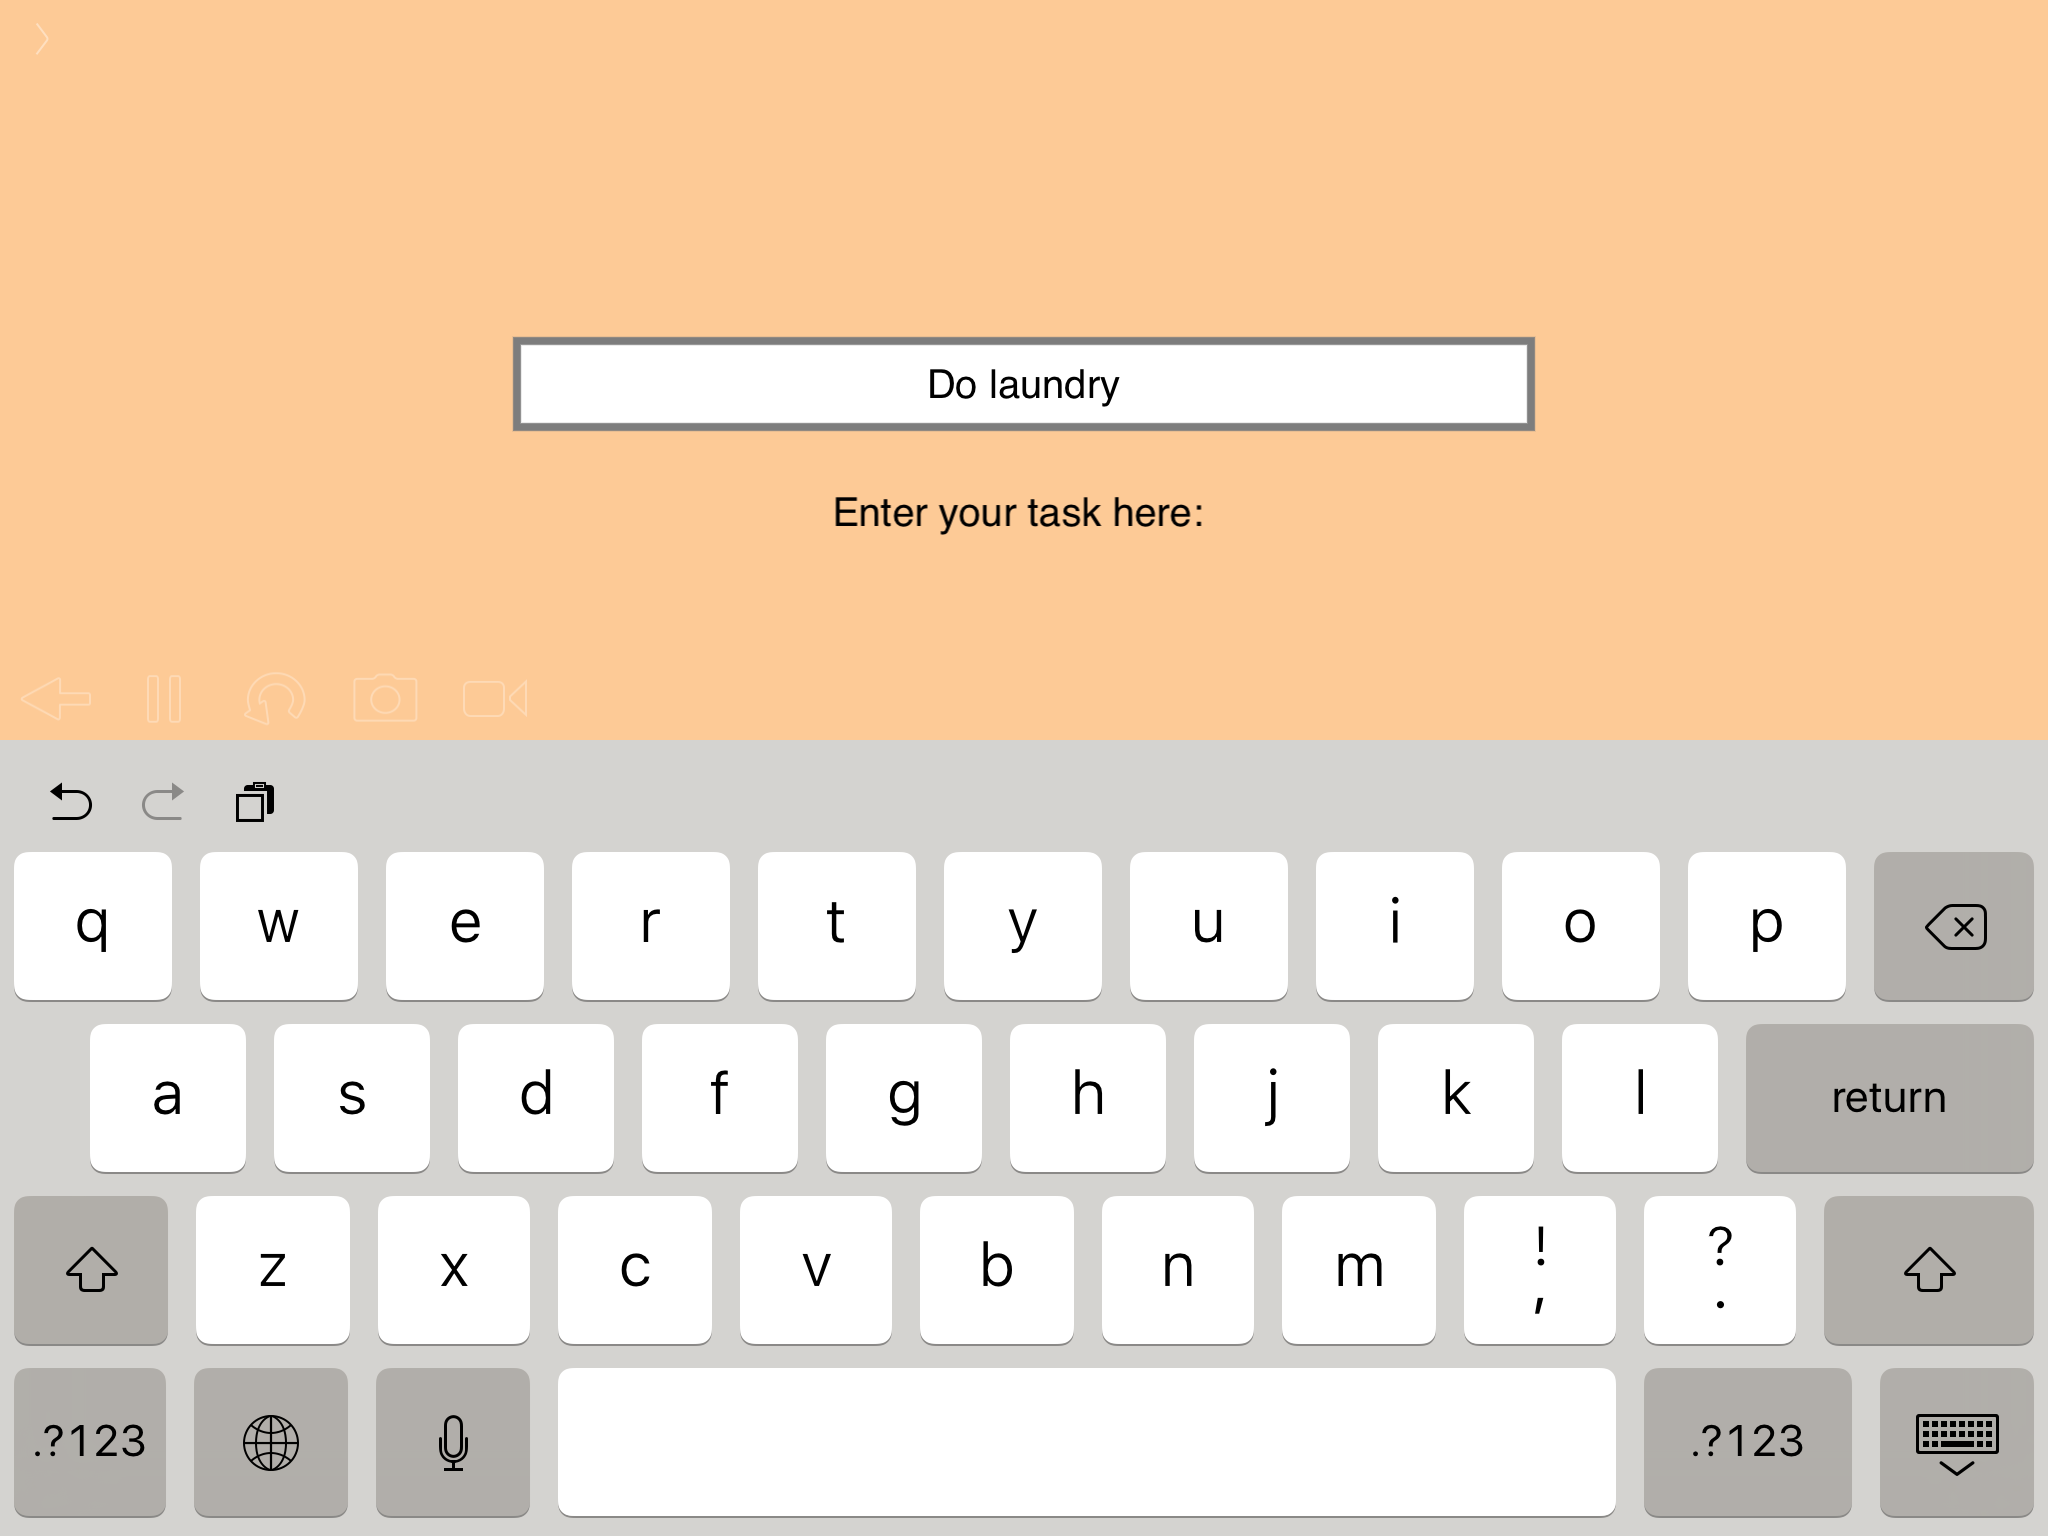 Do laundry
Enter your task here:
q w e r t y u i o p
a s d f g h j k l return
z x c v b n m ! , ? .
.?123 .?123